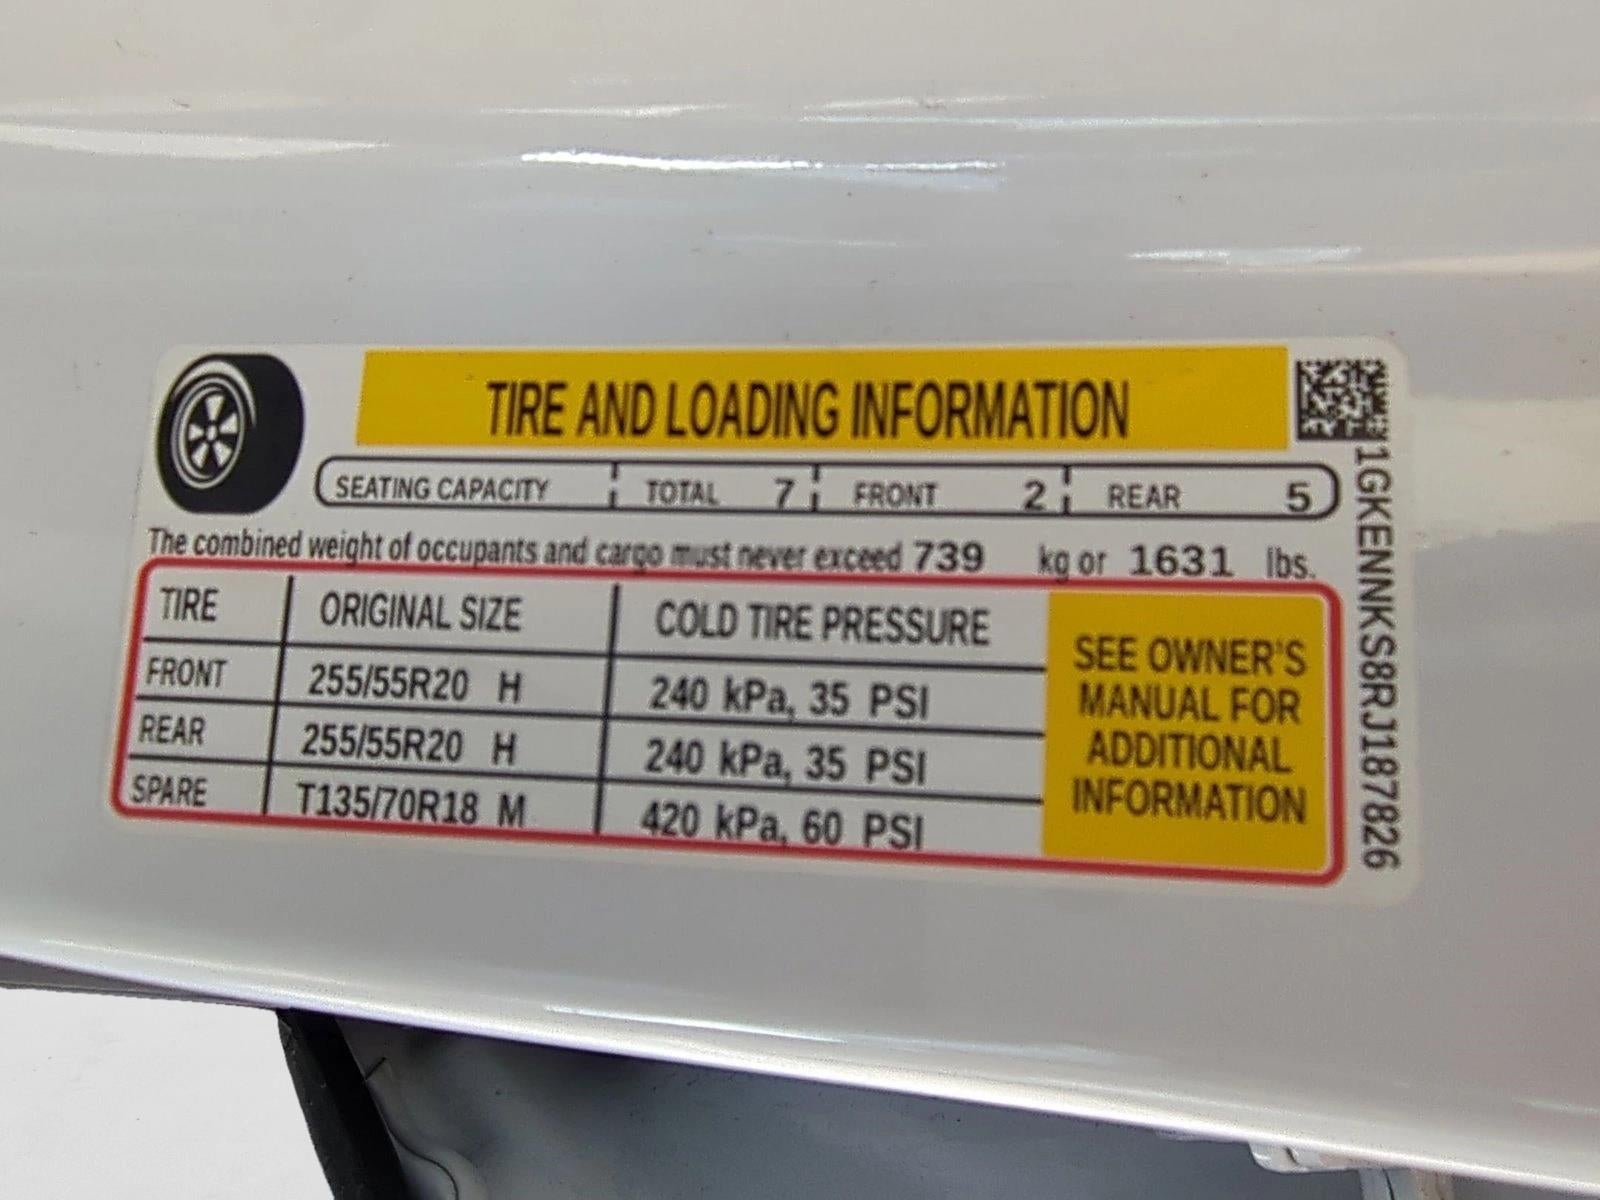 TIRE AND LOADING INFORMATION
SEATING CAPACITY TOTAL 7 FRONT 2 REAR 5
The combined weight of occupants and cargo must never exceed 739 kg or 1631 lbs.
TIRE ORIGINAL SIZE COLD TIRE PRESSURE
FRONT 255/55R20 H 240 kPa, 35 PSI
REAR 255/55R20 H 240 kPa, 35 PSI
SPARE T135/70R18 M 420 kPa, 60 PSI
SEE OWNER'S
MANUAL FOR
ADDITIONAL
INFORMATION
1GKENNKS8RJ187826